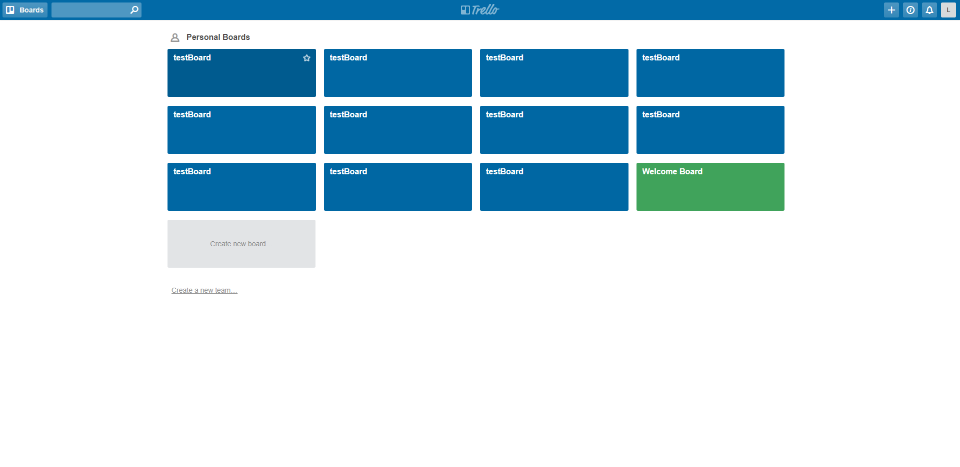 Boards
Trello
L
Personal Boards
testBoard
testBoard
testBoard
testBoard
testBoard
testBoard
testBoard
testBoard
testBoard
testBoard
testBoard
Welcome Board
Create new board
Create a new team…